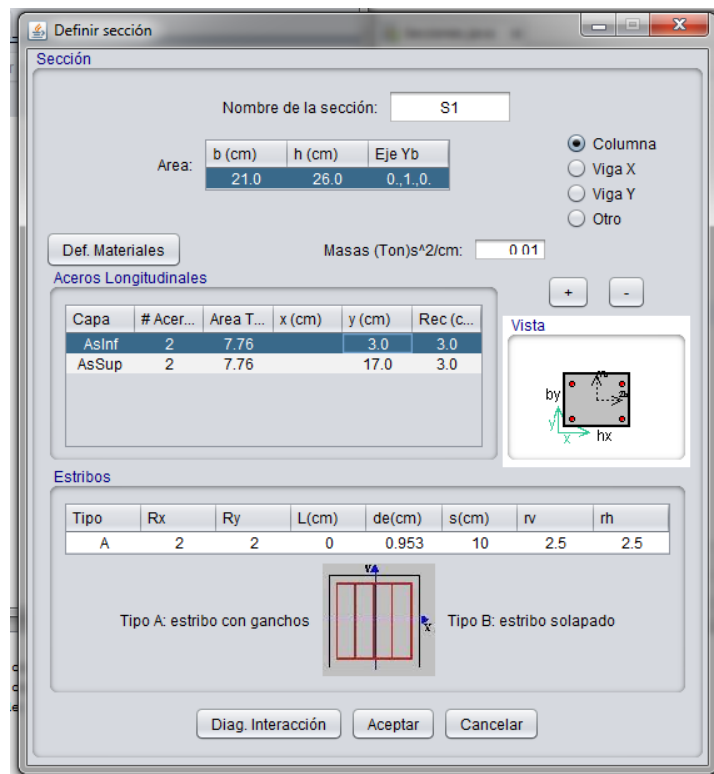 Definir sección
Sección
Nombre de la sección: S1
Area:
b (cm) h (cm) Eje Yb
21.0 26.0 0.,1.,0.
Columna
Viga X
Viga Y
Otro
Def. Materiales
Masas (Ton)s^2/cm: 0.01
Aceros Longitudinales
+ -
Capa # Acer... Area T... x (cm) y (cm) Rec (c...
AsInf 2 7.76 3.0 3.0
AsSup 2 7.76 17.0 3.0
Vista
by
y
x
hx
Estribos
Tipo Rx Ry L(cm) de(cm) s(cm) rv rh
A 2 2 0 0.953 10 2.5 2.5
Tipo A: estribo con ganchos
Tipo B: estribo solapado
Diag. Interacción Aceptar Cancelar